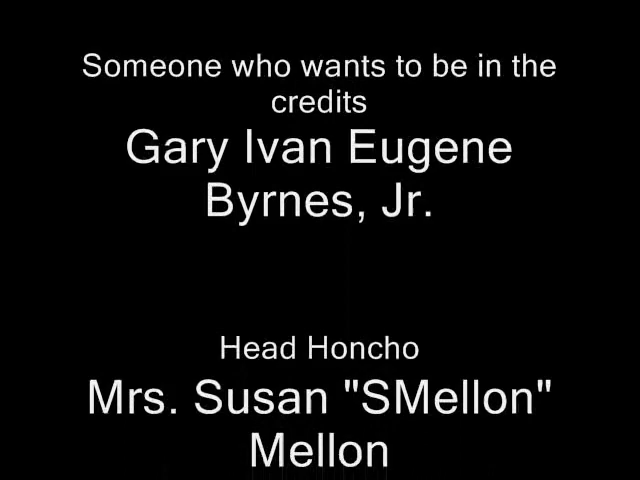 Someone who wants to be in the
credits
Gary Ivan Eugene
Byrnes, Jr.
Head Honcho
Mrs. Susan "SMellon"
Mellon